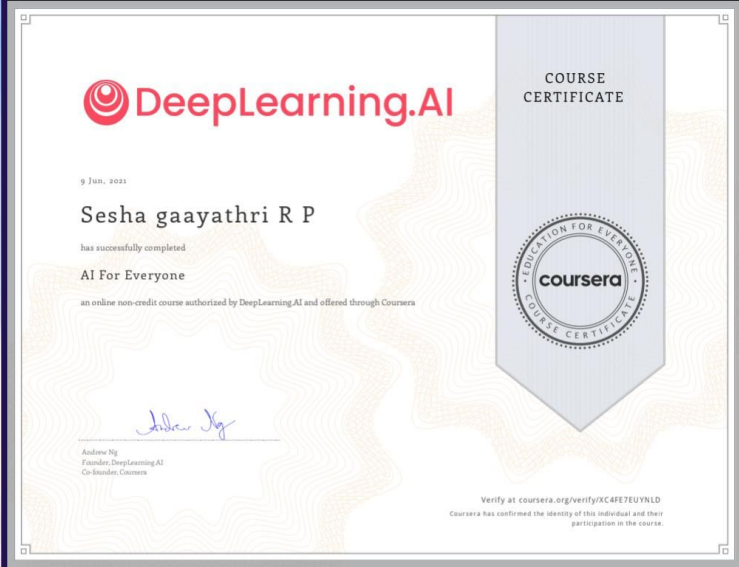 DeepLearning.AI
COURSE
CERTIFICATE
9 Jun, 2021
Sesha gaayathri R P
has successfully completed
AI For Everyone
an online non-credit course authorized by DeepLearning.AI and offered through Coursera
EDUCATION FOR EVERYONE
coursera
COURSE CERTIFICATE
Andrew Ng
Andrew Ng
Founder, DeepLearning.AI
Co-founder, Coursera
Verify at coursera.org/verify/XC4FE7EUYNLD
Coursera has confirmed the identity of this individual and their
participation in the course.